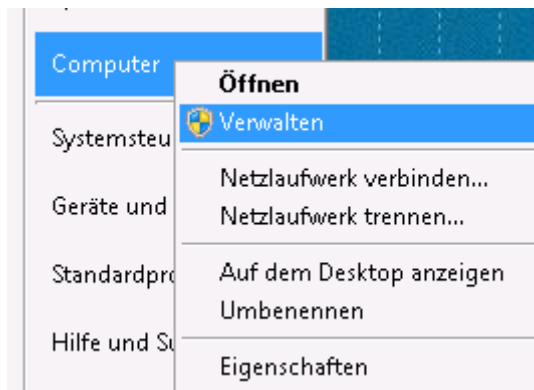 Computer
Öffnen
Verwalten
Systemsteu
Netzlaufwerk verbinden...
Geräte und
Netzlaufwerk trennen...
Standardpro
Auf dem Desktop anzeigen
Umbenennen
Hilfe und Su
Eigenschaften